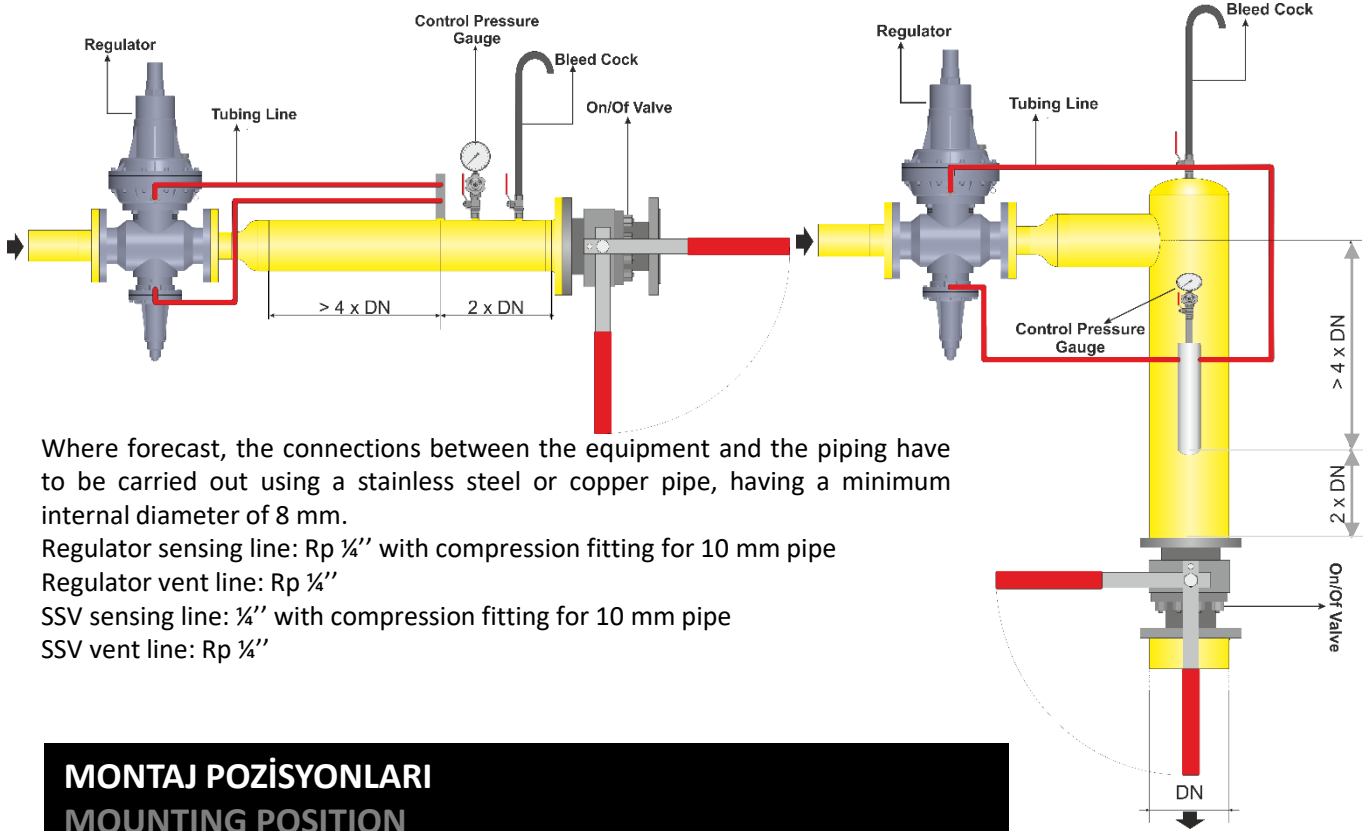 Regulator
Tubing Line
Control Pressure
Gauge
Bleed Cock
On/Of Valve
> 4 x DN
2 x DN
Regulator
Tubing Line
Bleed Cock
Control Pressure
Gauge
> 4 x DN
2 x DN
On/Of Valve
DN
Where forecast, the connections between the equipment and the piping have
to be carried out using a stainless steel or copper pipe, having a minimum
internal diameter of 8 mm.
Regulator sensing line: Rp ¼’’ with compression fitting for 10 mm pipe
Regulator vent line: Rp ¼’’
SSV sensing line: ¼’’ with compression fitting for 10 mm pipe
SSV vent line: Rp ¼’’
MONTAJ POZİSYONLARI
MOUNTING POSITION